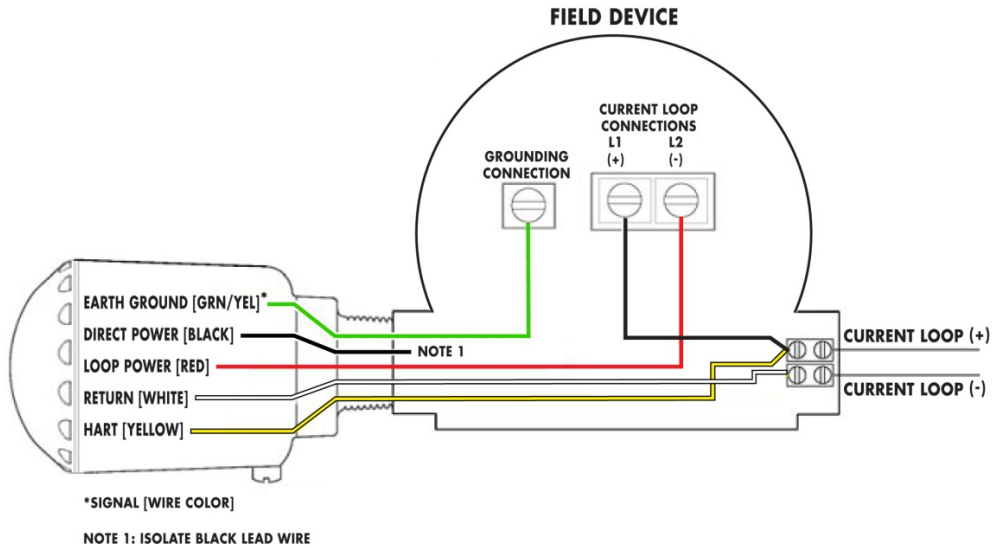 FIELD DEVICE
CURRENT LOOP
CONNECTIONS
L1 L2
(+) (-)
GROUNDING
CONNECTION
EARTH GROUND [GRN/YEL]*
DIRECT POWER [BLACK]
NOTE 1
LOOP POWER [RED]
RETURN [WHITE]
HART [YELLOW]
CURRENT LOOP (+)
CURRENT LOOP (-)
*SIGNAL [WIRE COLOR]
NOTE 1: ISOLATE BLACK LEAD WIRE